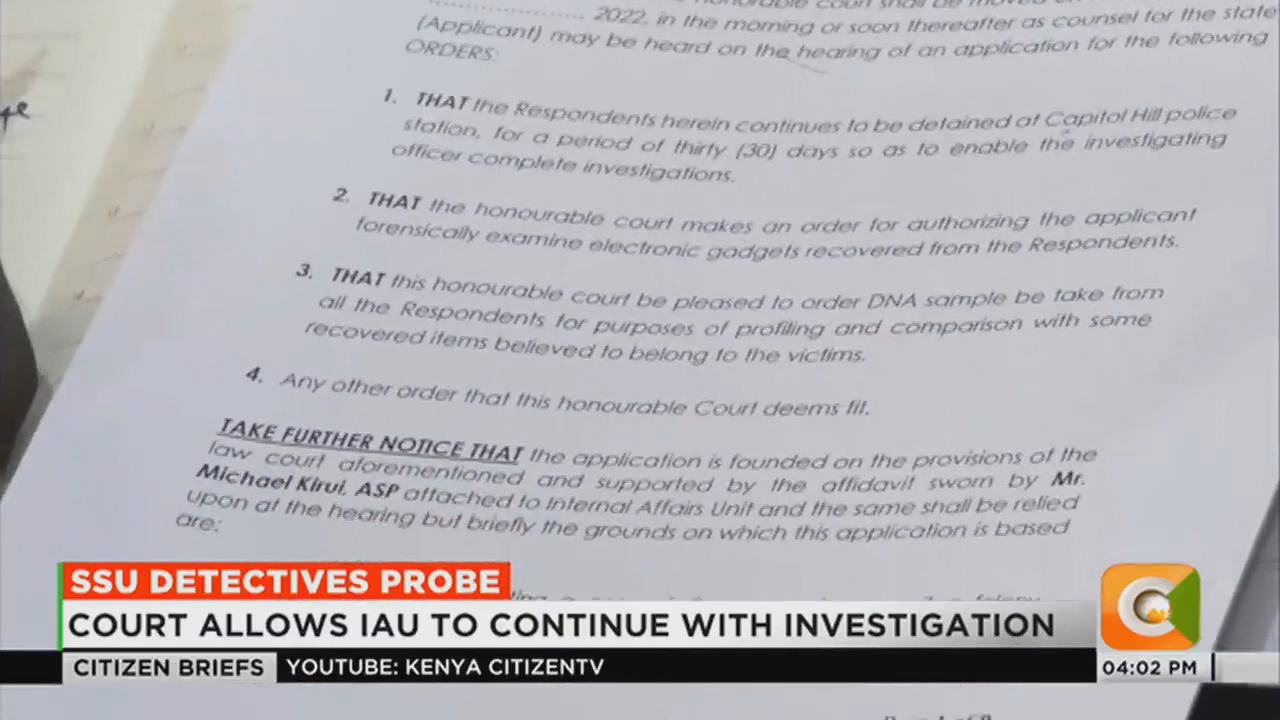 2022, in the morning or soon thereafter as counsel for the state
(Applicant) may be heard on the hearing of an application for the following
ORDERS:
1. THAT the Respondents herein continues to be detained at Capitol Hill police
station, for a period of thirty (30) days so as to enable the investigating
officer complete investigations.
2. THAT the honourable court makes an order for authorizing the applicant
forensically examine electronic gadgets recovered from the Respondents.
3. THAT this honourable court be pleased to order DNA sample be take from
all the Respondents for purposes of profiling and comparison with some
recovered items believed to belong to the victims.
4. Any other order that this honourable Court deems fit.
TAKE FURTHER NOTICE THAT the application is founded on the provisions of the
law court aforementioned and supported by the affidavit sworn by Mr.
Michael Kirui, ASP attached to Internal Affairs Unit and the same shall be relied
upon at the hearing but briefly the grounds on which this application is based
are:
SSU DETECTIVES PROBE
COURT ALLOWS IAU TO CONTINUE WITH INVESTIGATION
CITIZEN BRIEFS YOUTUBE: KENYA CITIZENTV
04:02 PM